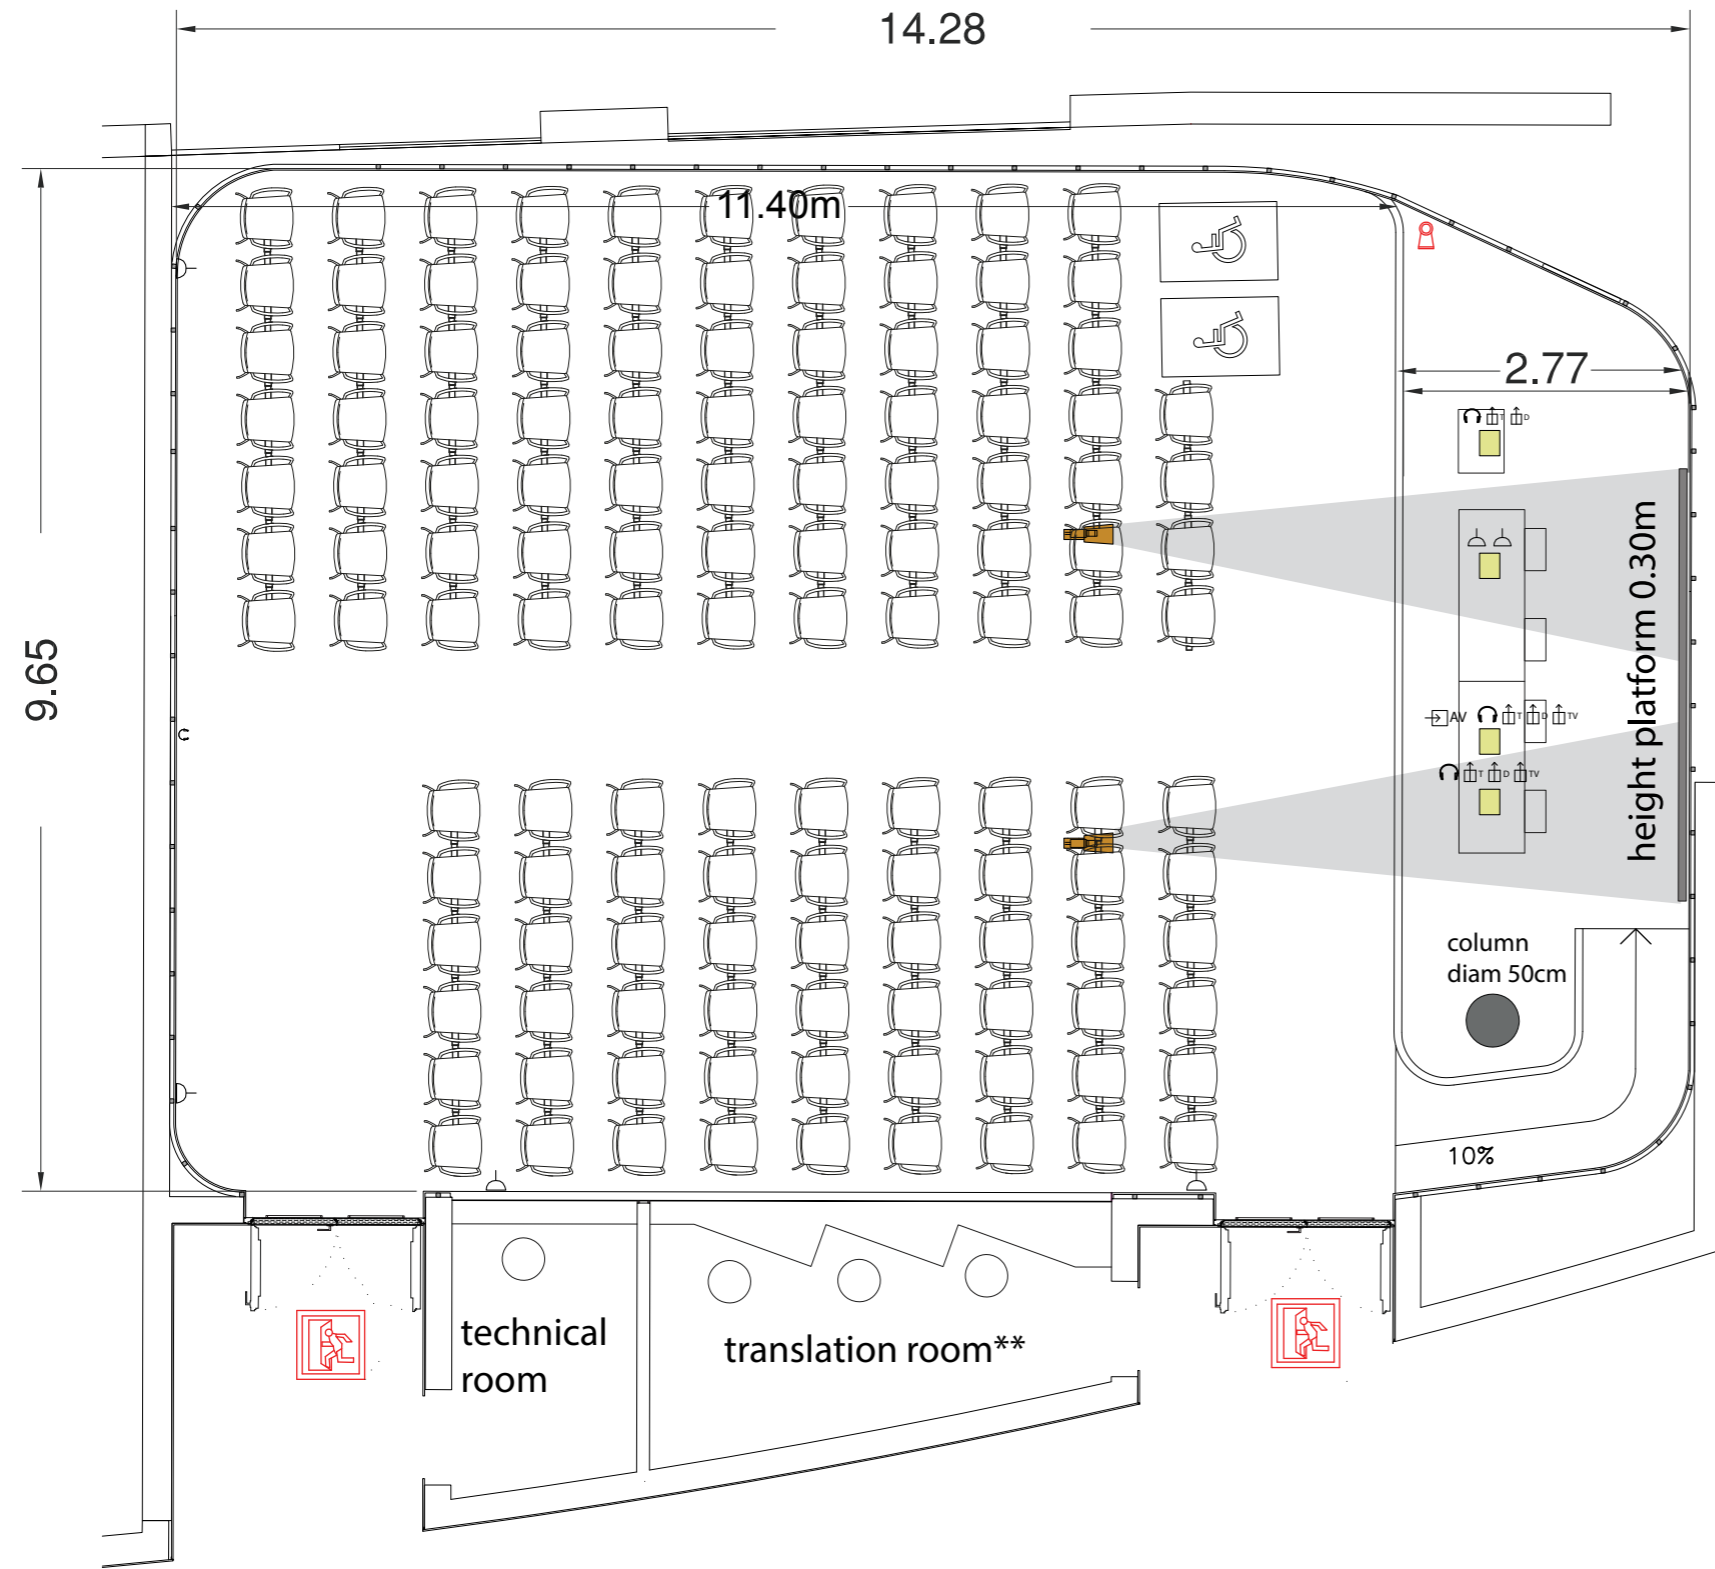 14.28
11.40m
2.77
T D
height platform 0.30m
9.65
AV T D TV
T D TV
column
diam 50cm
10%
technical
room
translation room**